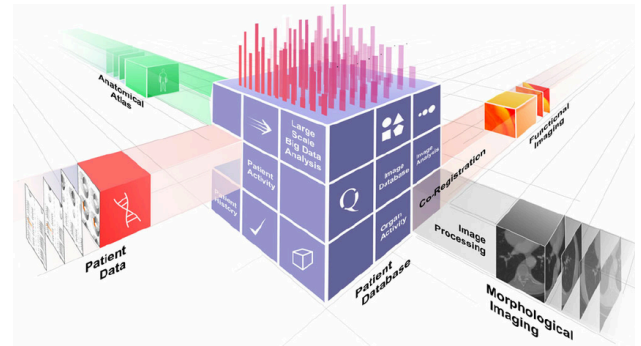 Anatomical
Atlas
Large
Scale
Big Data
Analysis
Patient
Activity
Patient
History
Q
Image
Database
Image
Analysis
Organ
Activity
Functional
Imaging
Co-Registration
Image
Processing
Patient
Data
Patient
Database
Morphological
Imaging